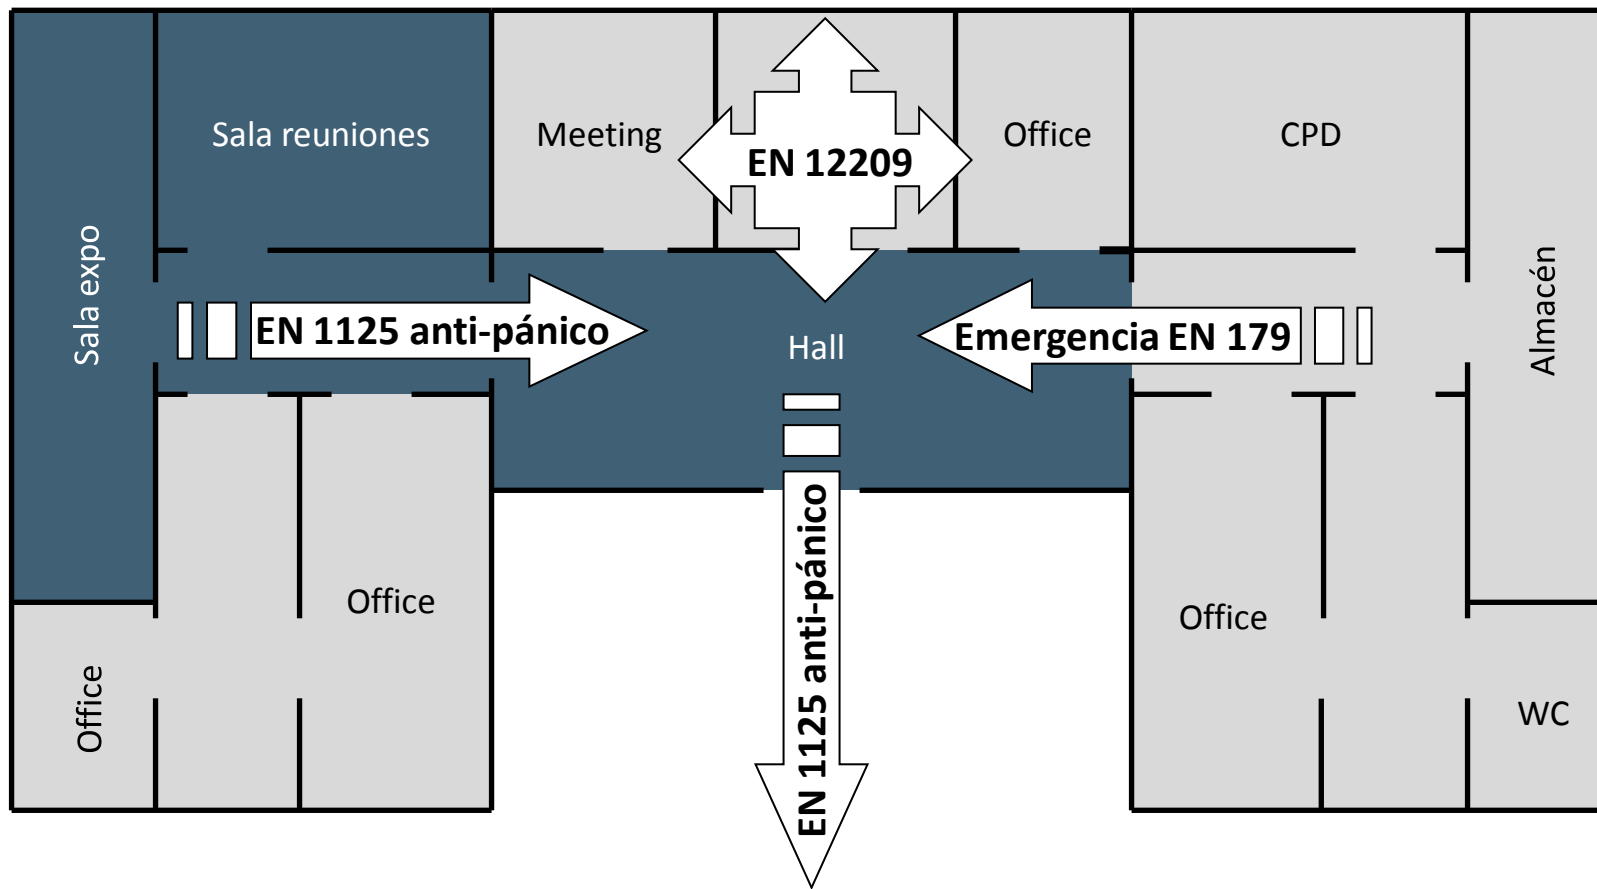 Sala reuniones
Meeting
EN 12209
Office
CPD
Sala expo
EN 1125 anti-pánico
Hall
Emergencia EN 179
Almacén
EN 1125 anti-pánico
Office
Office
Office
WC